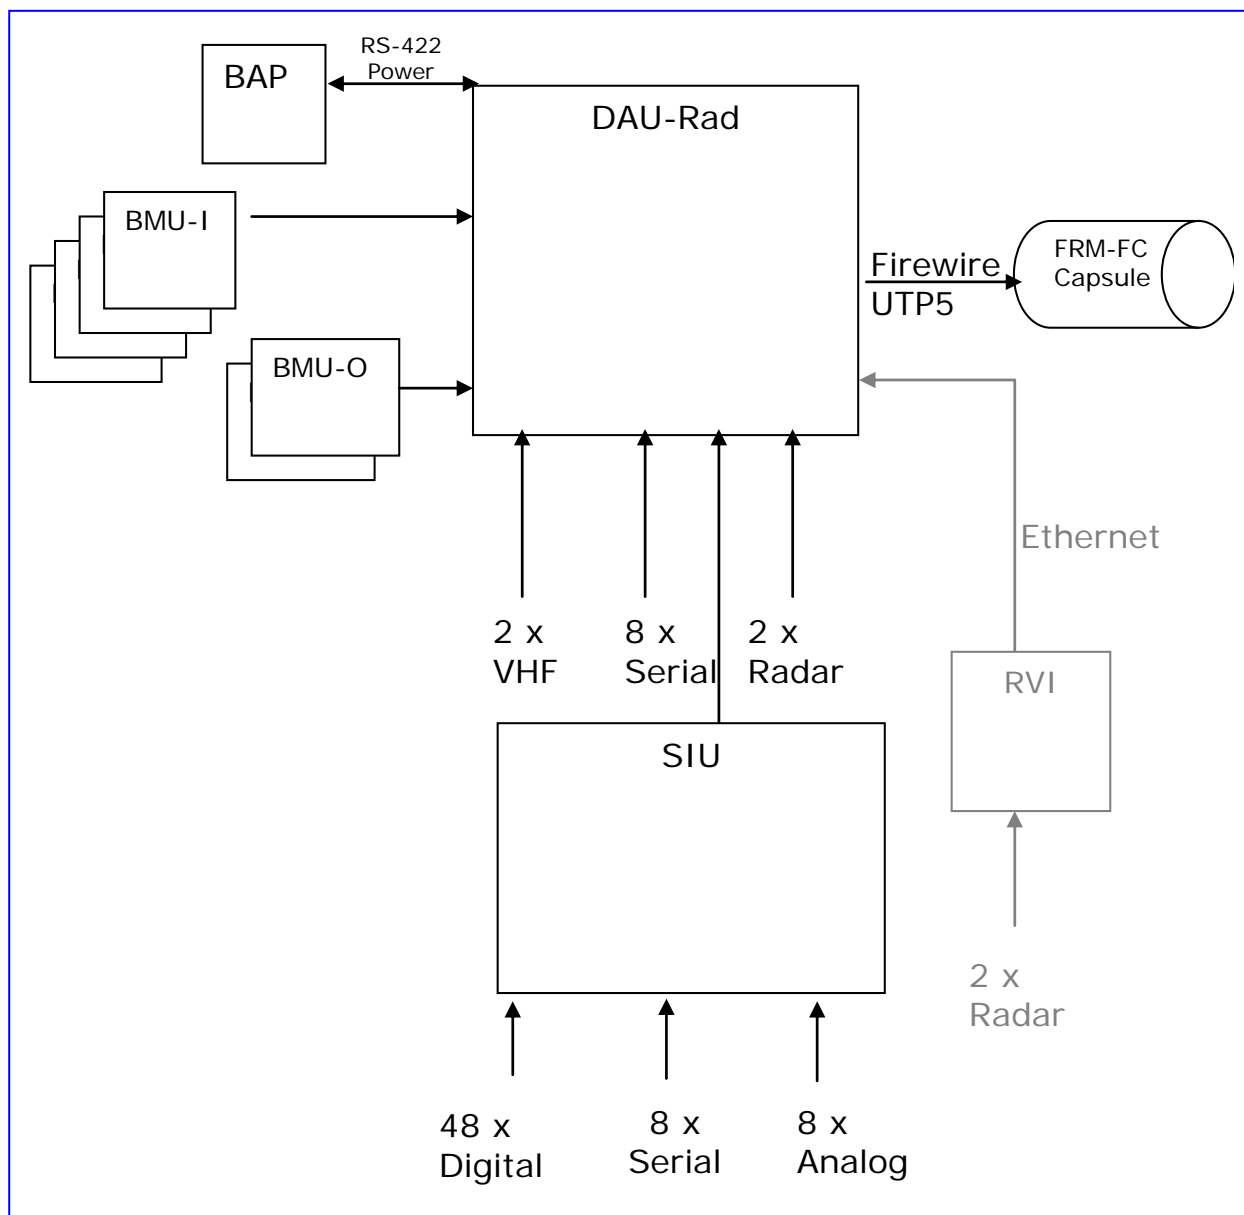 BAP
RS-422
Power
DAU-Rad
BMU-I
BMU-O
Firewire
UTP5
FRM-FC
Capsule
Ethernet
2 x
VHF
8 x
Serial
2 x
Radar
RVI
SIU
2 x
Radar
48 x
Digital
8 x
Serial
8 x
Analog